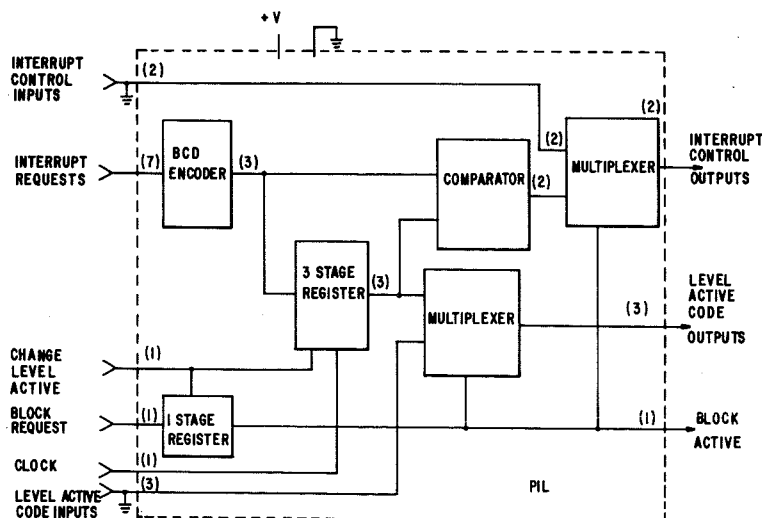 + V
INTERRUPT
CONTROL
INPUTS
(2)
(2)
(2)
MULTIPLEXER
INTERRUPT
CONTROL
OUTPUTS
INTERRUPT
REQUESTS
(7)
BCD
ENCODER
(3)
COMPARATOR
(2)
3 STAGE
REGISTER
(3)
MULTIPLEXER
(3)
LEVEL
ACTIVE
CODE
OUTPUTS
CHANGE
LEVEL
ACTIVE
(1)
BLOCK
REQUEST
(1)
1 STAGE
REGISTER
(1)
BLOCK
ACTIVE
CLOCK
(1)
LEVEL ACTIVE
CODE INPUTS
(3)
PIL